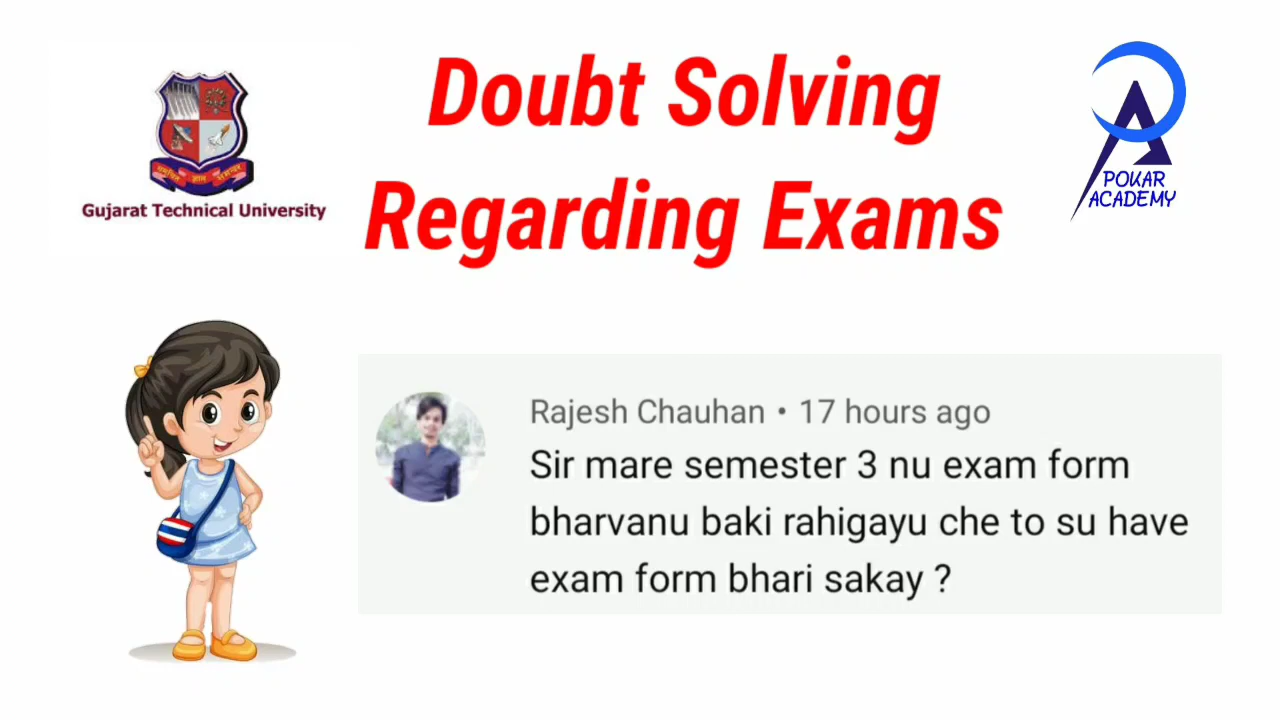 Doubt Solving
Regarding Exams
Gujarat Technical University
POKAR
ACADEMY
Rajesh Chauhan • 17 hours ago
Sir mare semester 3 nu exam form
bharvanu baki rahigayu che to su have
exam form bhari sakay ?